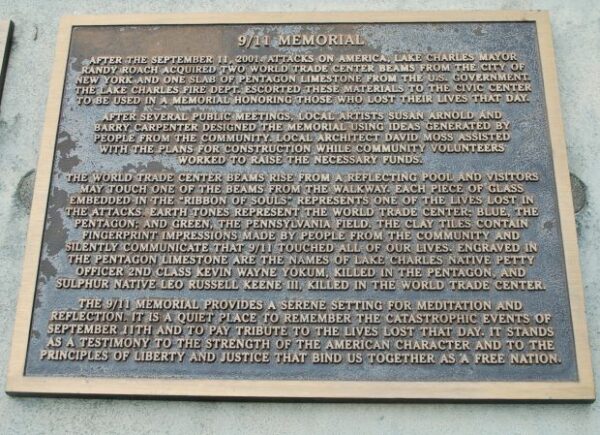 9/11 MEMORIAL
AFTER THE SEPTEMBER 11, 2001 ATTACKS ON AMERICA, LAKE CHARLES MAYOR
RANDY ROACH ACQUIRED TWO WORLD TRADE CENTER BEAMS FROM THE CITY OF
NEW YORK AND ONE SLAB OF PENTAGON LIMESTONE FROM THE U.S. GOVERNMENT.
THE LAKE CHARLES FIRE DEPT. ESCORTED THESE MATERIALS TO THE CIVIC CENTER
TO BE USED IN A MEMORIAL HONORING THOSE WHO LOST THEIR LIVES THAT DAY.
AFTER SEVERAL PUBLIC MEETINGS, LOCAL ARTISTS SUSAN ARNOLD AND
BARRY CARPENTER DESIGNED THE MEMORIAL USING IDEAS GENERATED BY
PEOPLE FROM THE COMMUNITY. LOCAL ARCHITECT DAVID MOSS ASSISTED
WITH THE PLANS FOR CONSTRUCTION WHILE COMMUNITY VOLUNTEERS
WORKED TO RAISE THE NECESSARY FUNDS.
THE WORLD TRADE CENTER BEAMS RISE FROM A REFLECTING POOL AND VISITORS
MAY TOUCH ONE OF THE BEAMS FROM THE WALKWAY. EACH PIECE OF GLASS
EMBEDDED IN THE "RIBBON OF SOULS" REPRESENTS ONE OF THE LIVES LOST IN
THE ATTACKS. EARTH TONES REPRESENT THE WORLD TRADE CENTER; BLUE, THE
PENTAGON; AND GREEN, THE PENNSYLVANIA FIELD. THE CLAY TILES CONTAIN
FINGERPRINT IMPRESSIONS MADE BY PEOPLE FROM THE COMMUNITY AND
SILENTLY COMMUNICATE THAT 9/11 TOUCHED ALL OF OUR LIVES. ENGRAVED IN
THE PENTAGON LIMESTONE ARE THE NAMES OF LAKE CHARLES NATIVE PETTY
OFFICER 2ND CLASS KEVIN WAYNE YOKUM, KILLED IN THE PENTAGON, AND
SULPHUR NATIVE LEO RUSSELL KEENE III, KILLED IN THE WORLD TRADE CENTER.
THE 9/11 MEMORIAL PROVIDES A SERENE SETTING FOR MEDITATION AND
REFLECTION. IT IS A QUIET PLACE TO REMEMBER THE CATASTROPHIC EVENTS OF
SEPTEMBER 11TH AND TO PAY TRIBUTE TO THE LIVES LOST THAT DAY. IT STANDS
AS A TESTIMONY TO THE STRENGTH OF THE AMERICAN CHARACTER AND TO THE
PRINCIPLES OF LIBERTY AND JUSTICE THAT BIND US TOGETHER AS A FREE NATION.